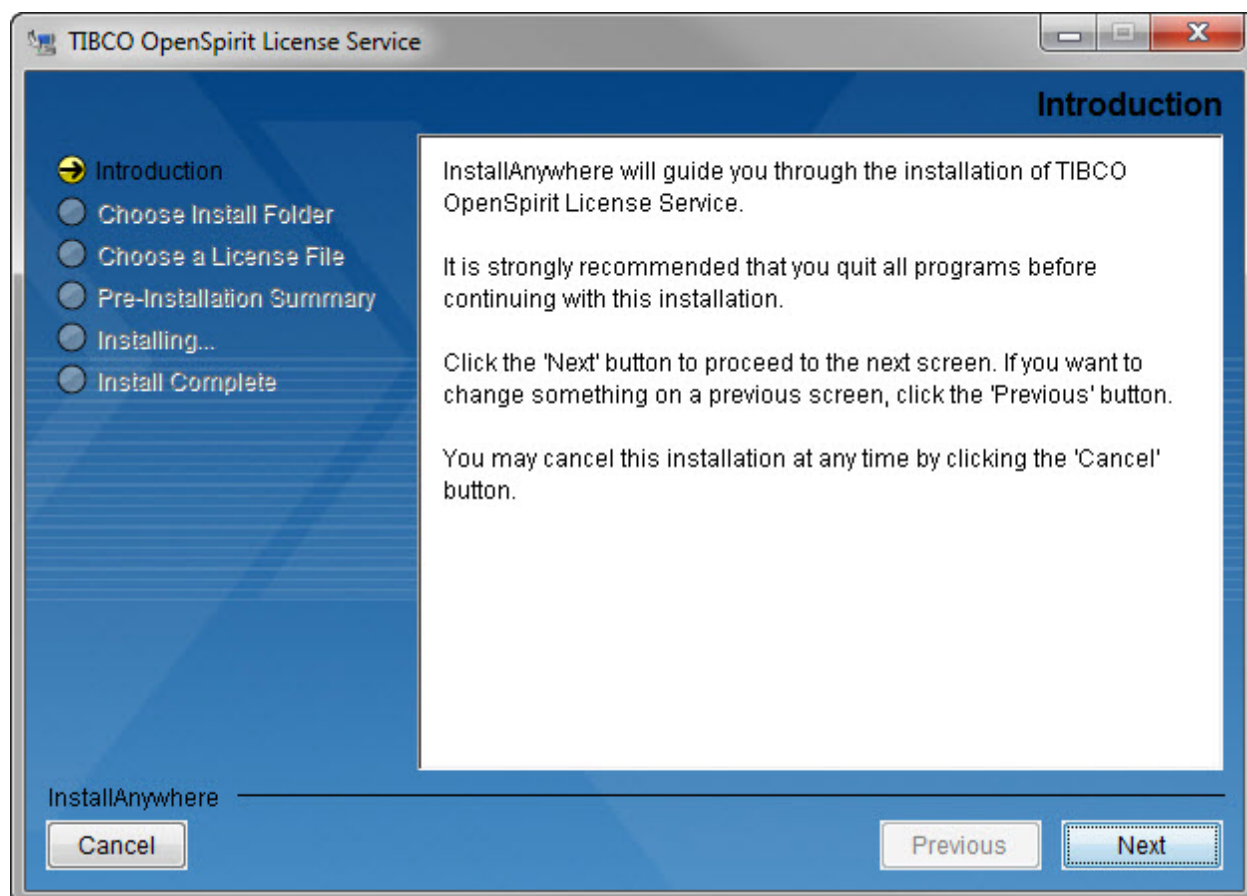 TIBCO OpenSpirit License Service
Introduction
Introduction
Choose Install Folder
Choose a License File
Pre-Installation Summary
Installing...
Install Complete
InstallAnywhere will guide you through the installation of TIBCO
OpenSpirit License Service.
It is strongly recommended that you quit all programs before
continuing with this installation.
Click the 'Next' button to proceed to the next screen. If you want to
change something on a previous screen, click the 'Previous' button.
You may cancel this installation at any time by clicking the 'Cancel'
button.
InstallAnywhere
Cancel
Previous
Next